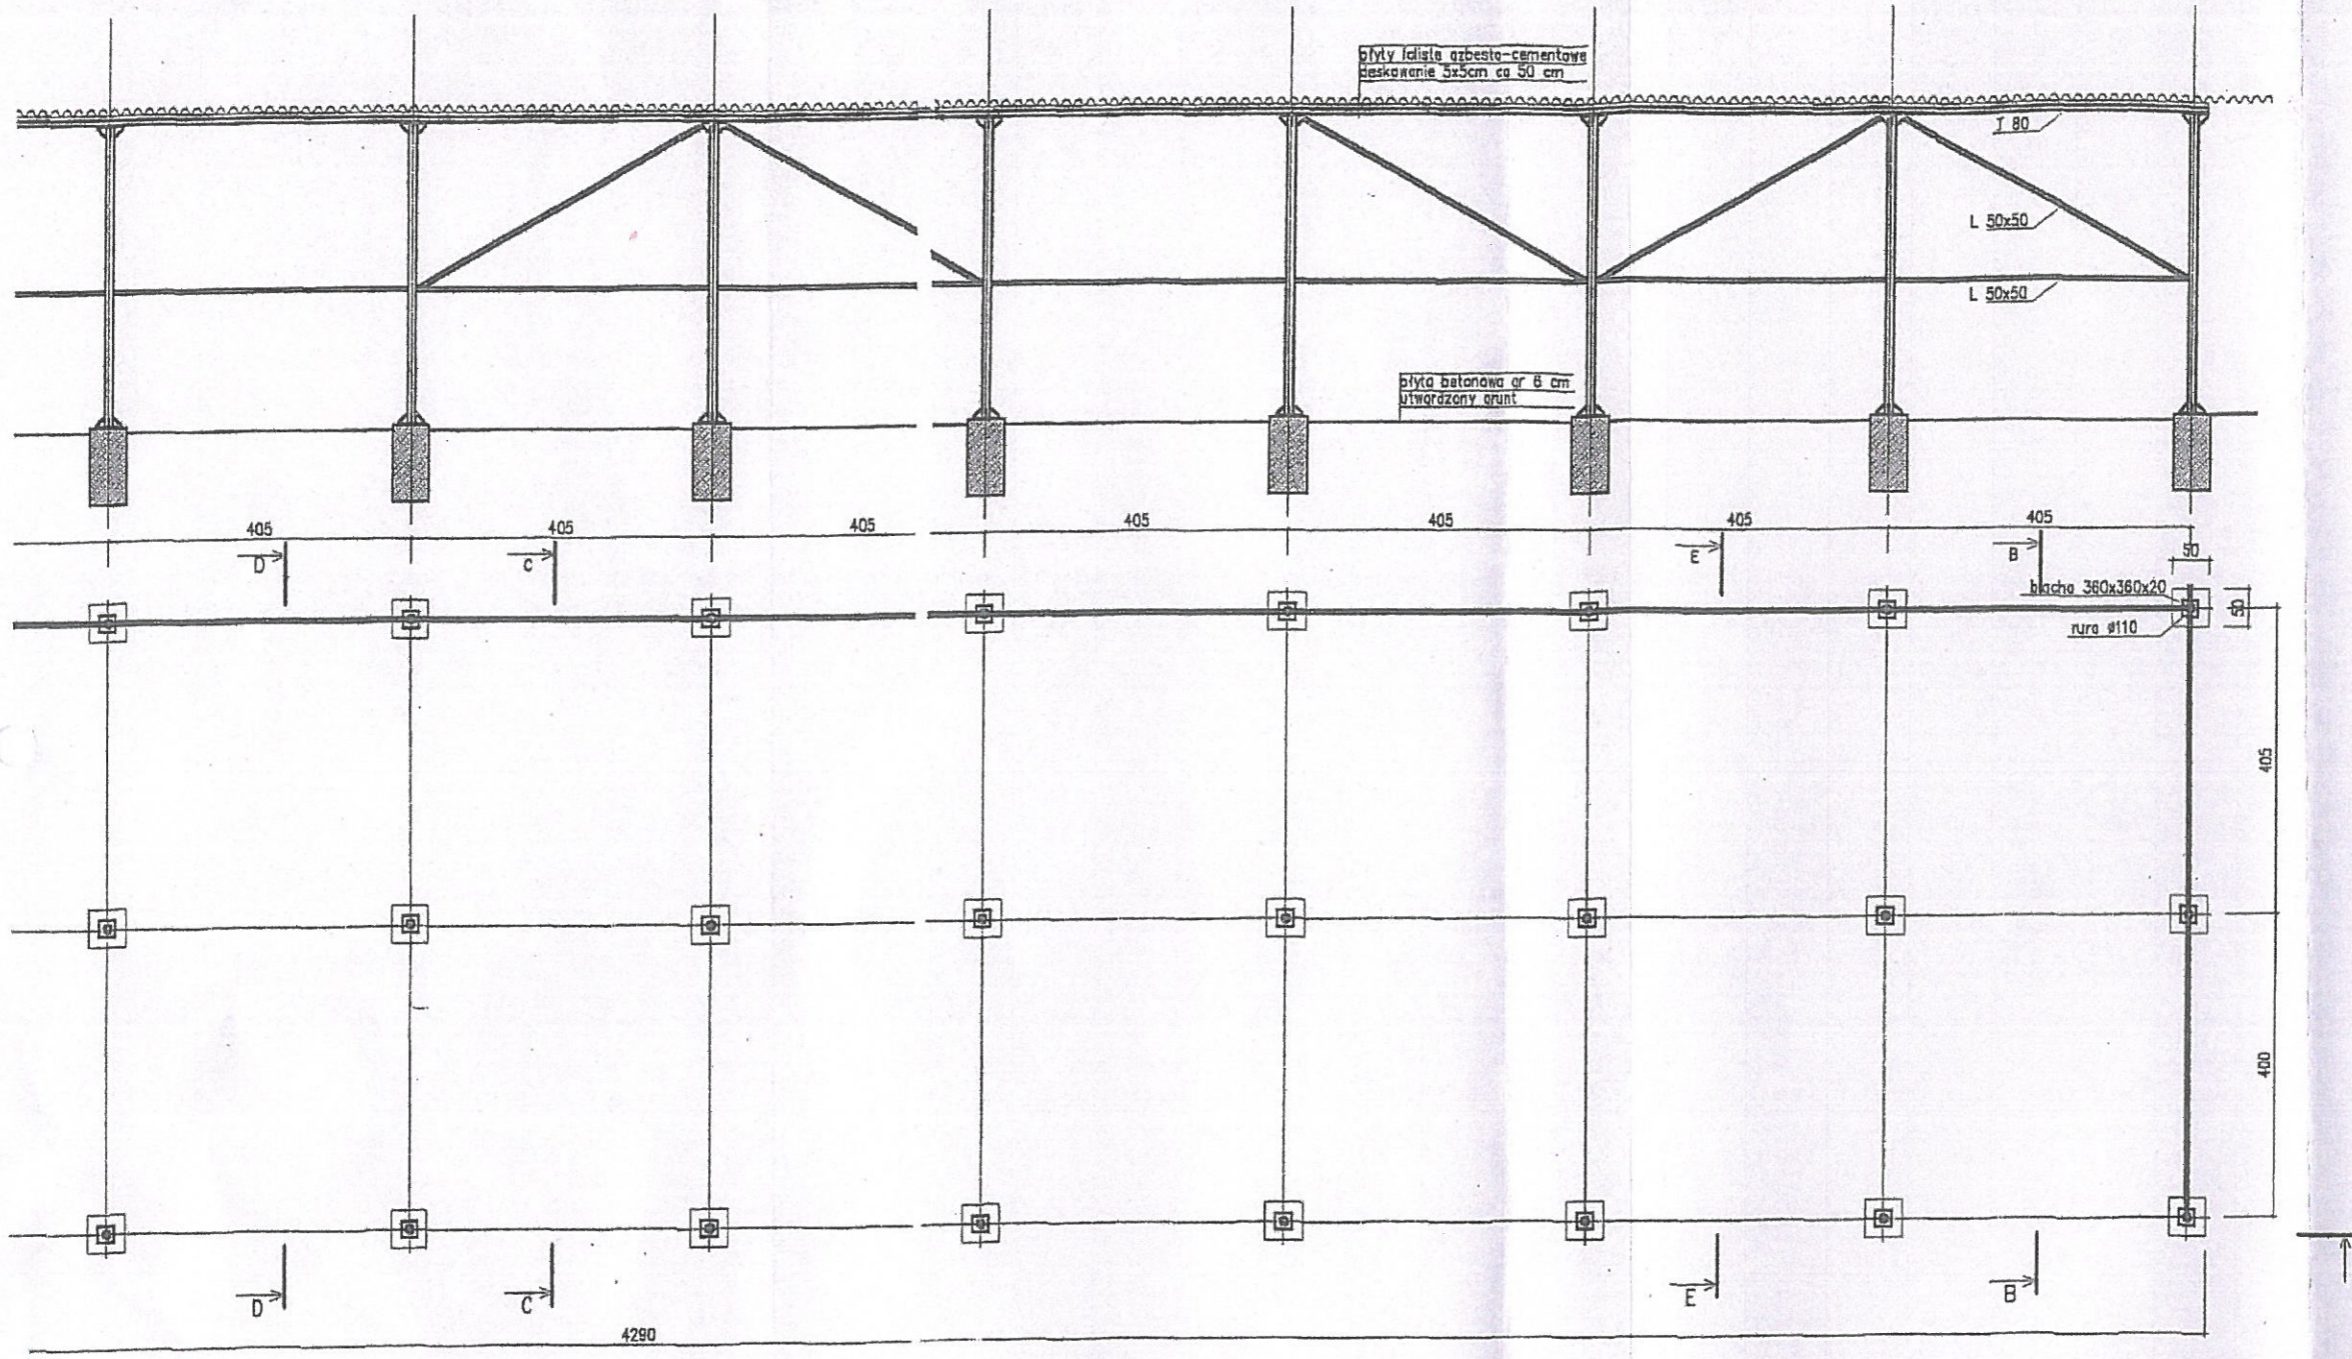 płyty faliste azbesto-cementowe
deskowanie 5x5cm co 50 cm
I 80
L 50x50
L 50x50
płyta betonowa gr 6 cm
utwardzony grunt
405
405
405
405
405
405
405
D
C
E
B
50
blacha 360x360x20
50
rura ø110
405
400
D
C
E
B
4290